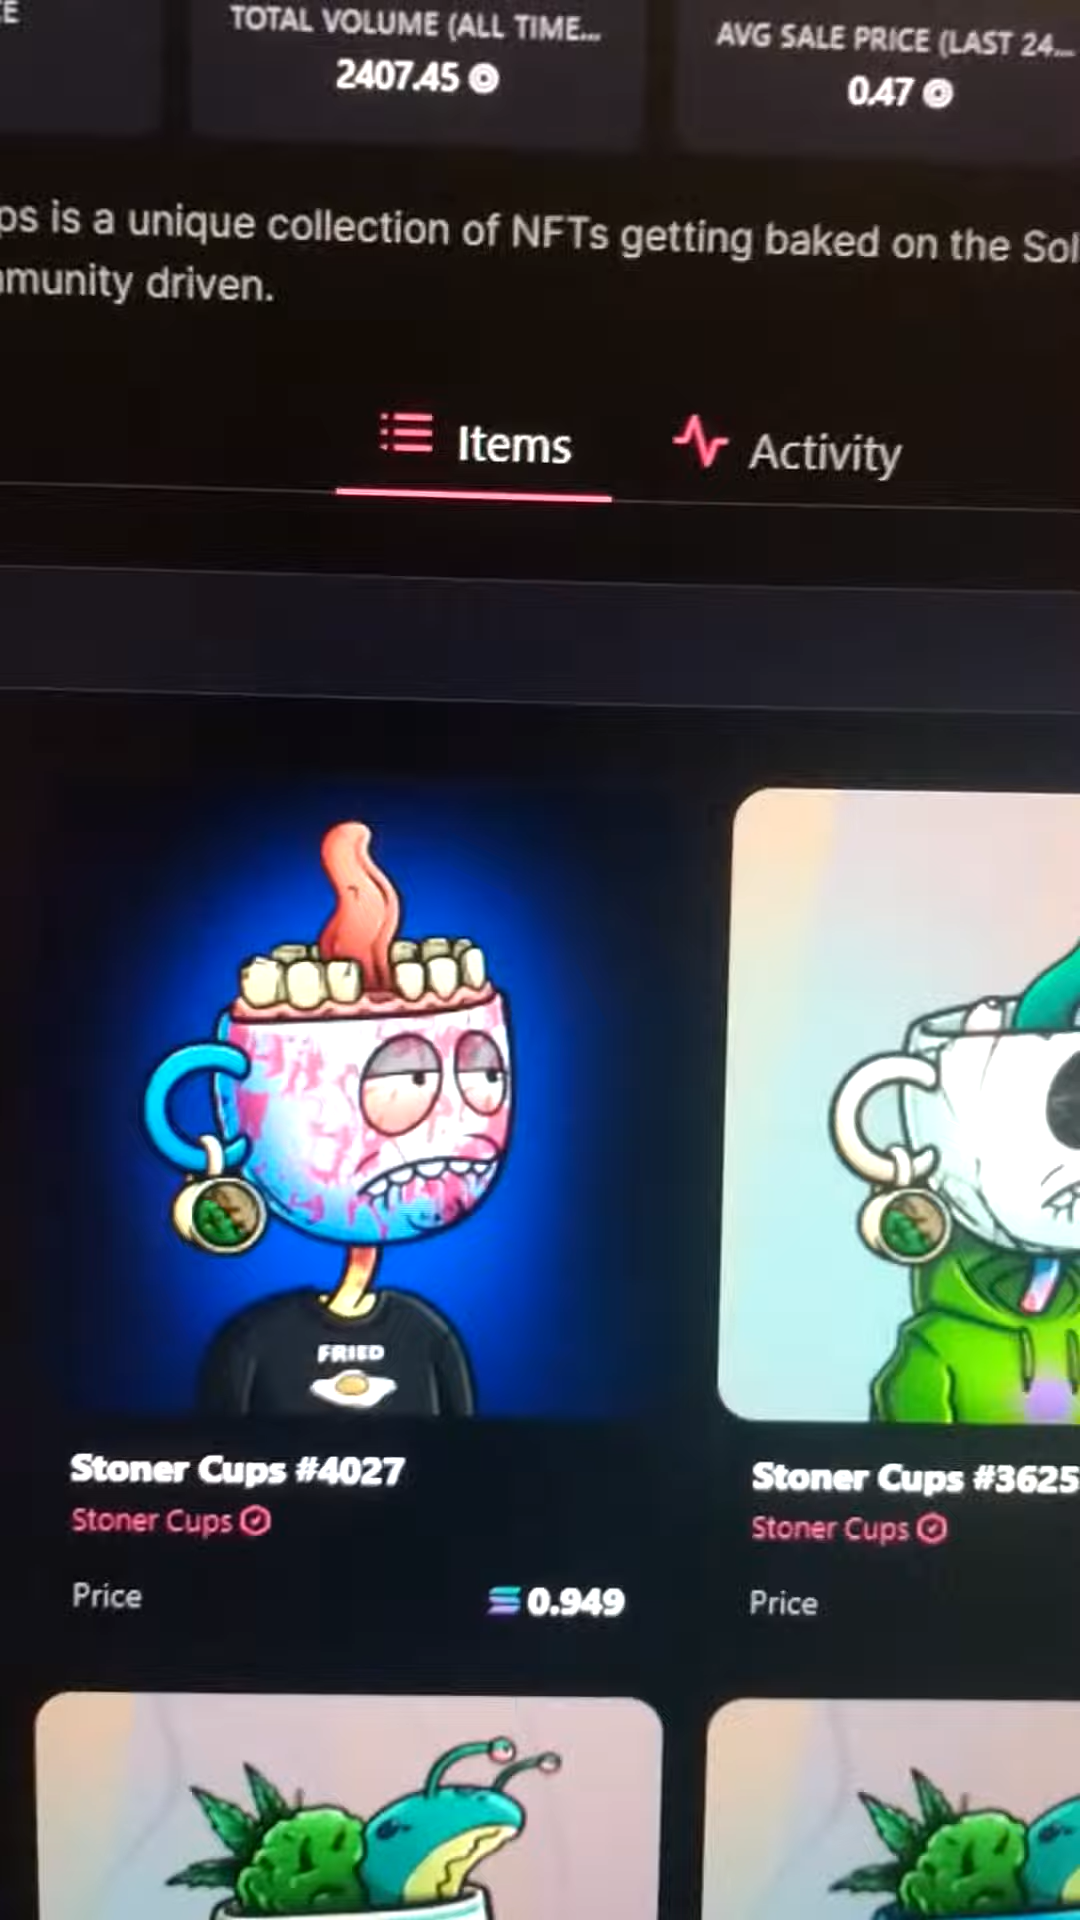 E
TOTAL VOLUME (ALL TIME...
2407.45
AVG SALE PRICE (LAST 24...
0.47
ps is a unique collection of NFTs getting baked on the Sol
mmunity driven.
Items
Activity
FRIED
Stoner Cups #4027
Stoner Cups
Price
0.949
Stoner Cups #3625
Stoner Cups
Price